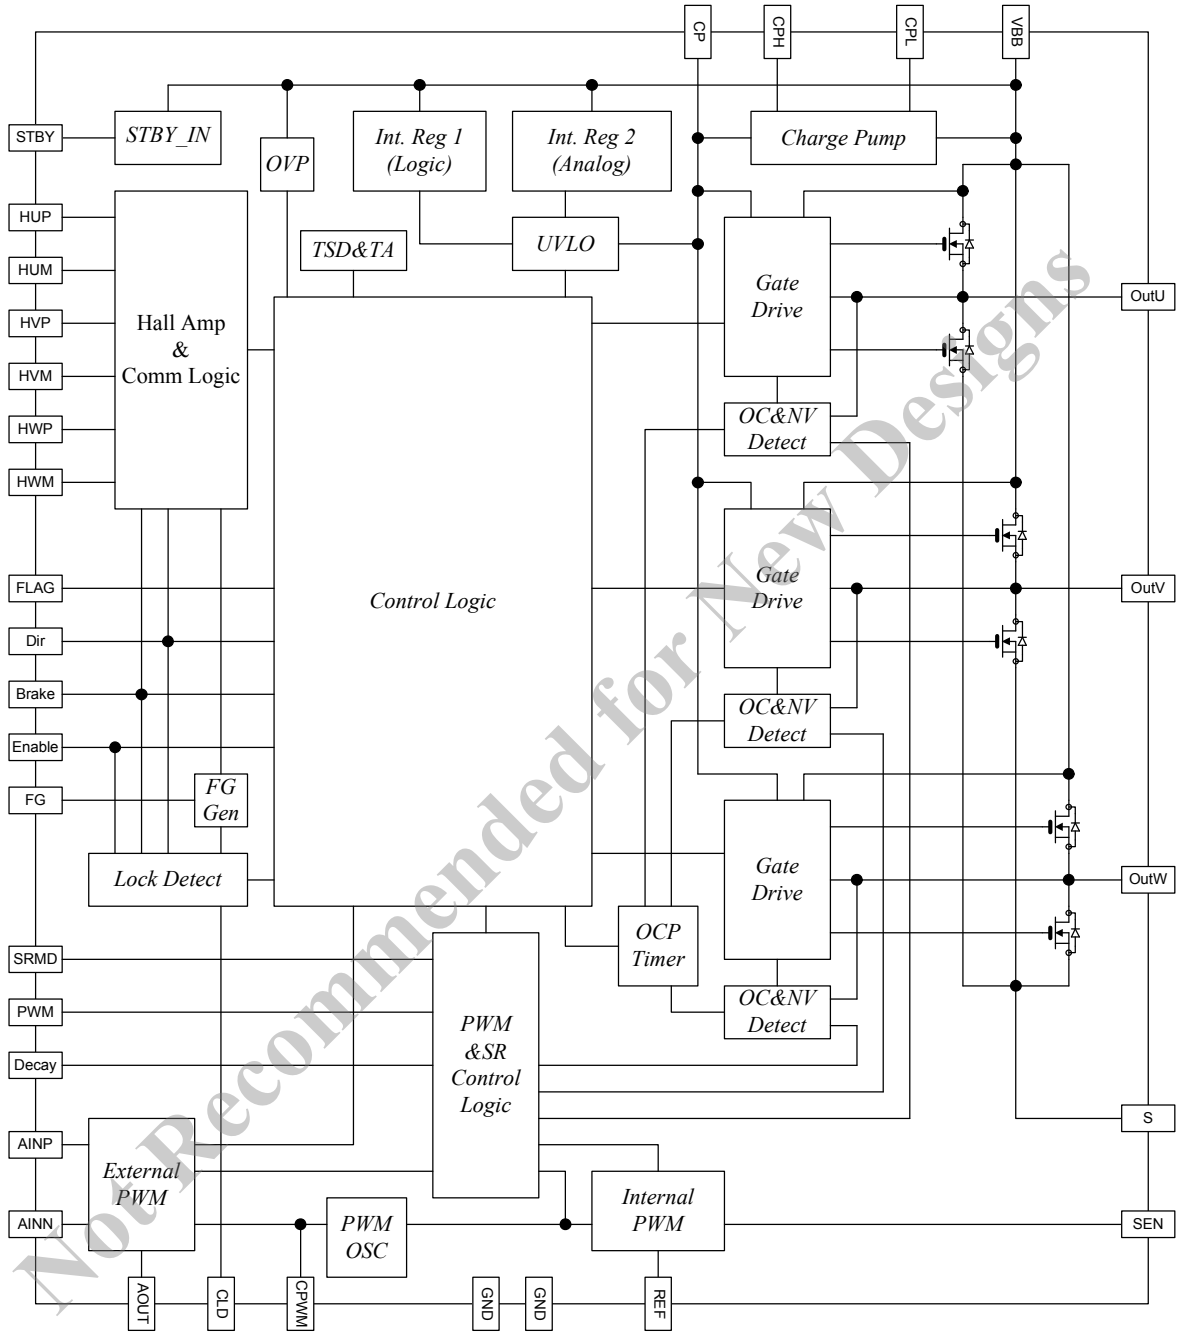 CP
CPH
CPL
VBB
STBY
STBY_IN
OVP
Int. Reg 1
(Logic)
Int. Reg 2
(Analog)
Charge Pump
HUP
HUM
HVP
HVM
HWP
HWM
Hall Amp
&
Comm Logic
TSD&TA
UVLO
Gate
Drive
OutU
OC&NV
Detect
FLAG
Dir
Brake
Enable
FG
Control Logic
Gate
Drive
OutV
OC&NV
Detect
FG
Gen
Lock Detect
Gate
Drive
OutW
OCP
Timer
OC&NV
Detect
SRMD
PWM
Decay
PWM
&SR
Control
Logic
AINP
AINN
External
PWM
PWM
OSC
Internal
PWM
S
SEN
AOUT
CLD
CPWM
GND
GND
REF
Not Recommended for New Designs